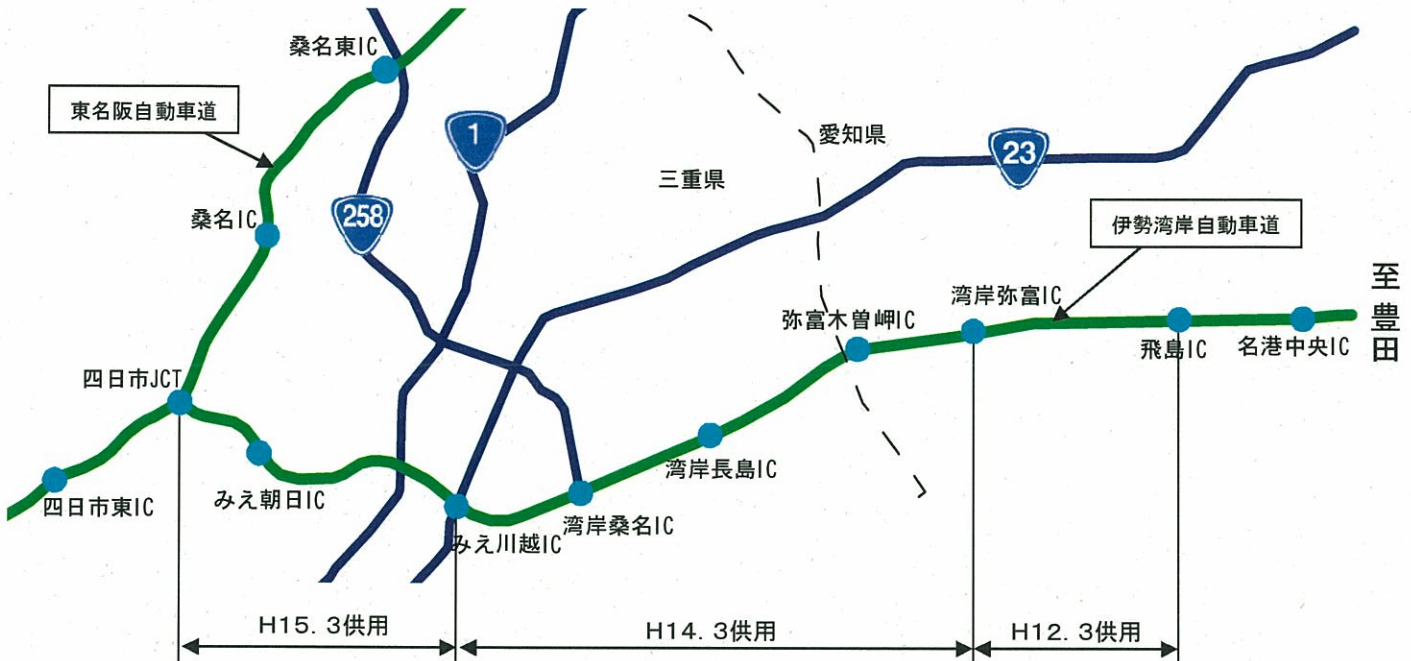 桑名東IC
東名阪自動車道
1
愛知県
23
三重県
258
桑名IC
伊勢湾岸自動車道
至豊田
湾岸弥富IC
弥富木曽岬IC
飛島IC
名港中央IC
四日市JCT
湾岸長島IC
四日市東IC
みえ朝日IC
湾岸桑名IC
みえ川越IC
H15. 3供用
H14. 3供用
H12. 3供用